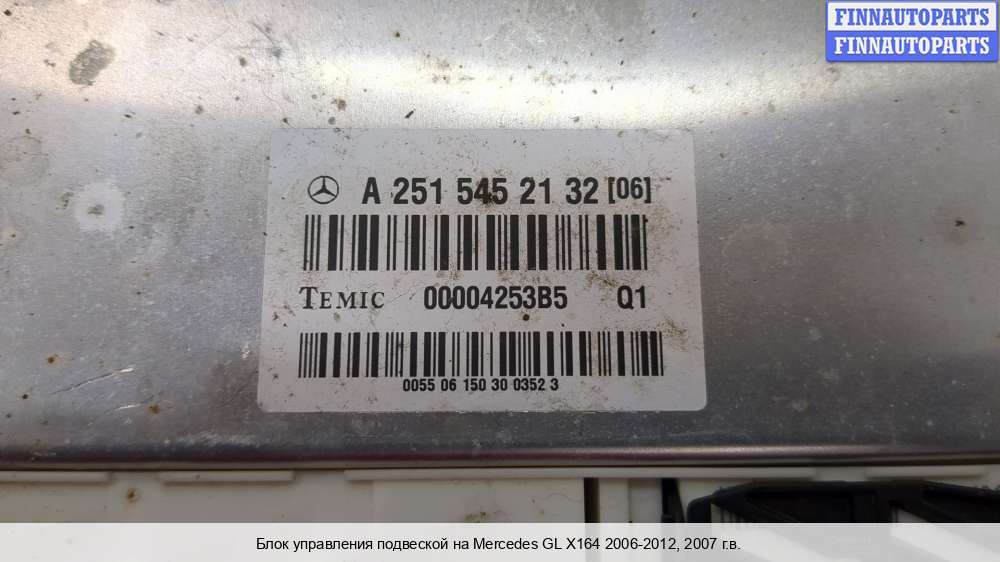 FINNAUTOPARTS
FINNAUTOPARTS
A 251 545 21 32 [06]
TEMIC 00004253B5 Q1
0055 06 150 30 0352 3
Блок управления подвеской на Mercedes GL X164 2006-2012, 2007 г.в.